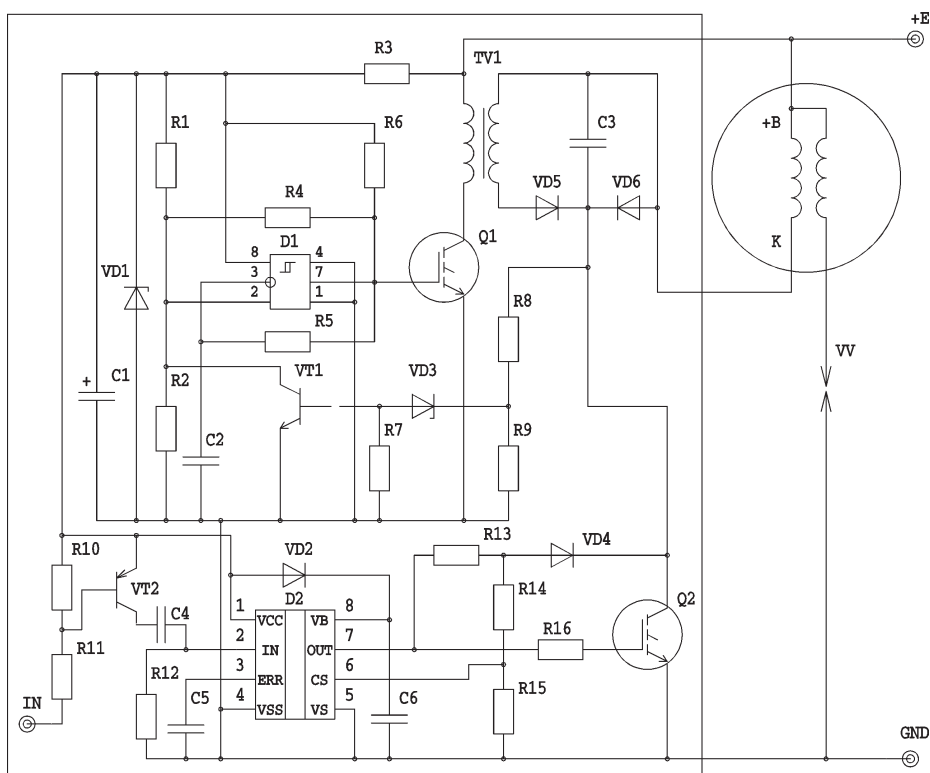 +E
R3
TV1
R1
R6
C3
+B
R4
VD5
VD6
D1
Q1
K
8
4
VD1
3
7
2
1
R8
R5
VV
+
C1
R2
VT1
VD3
R7
R9
C2
R13
VD4
R10
VD2
D2
R14
VT2
Q2
C4
1
VCC
VB
8
R16
R11
2
IN
OUT
7
3
ERR
CS
6
R12
R15
IN
C5
4
VSS
VS
5
C6
GND